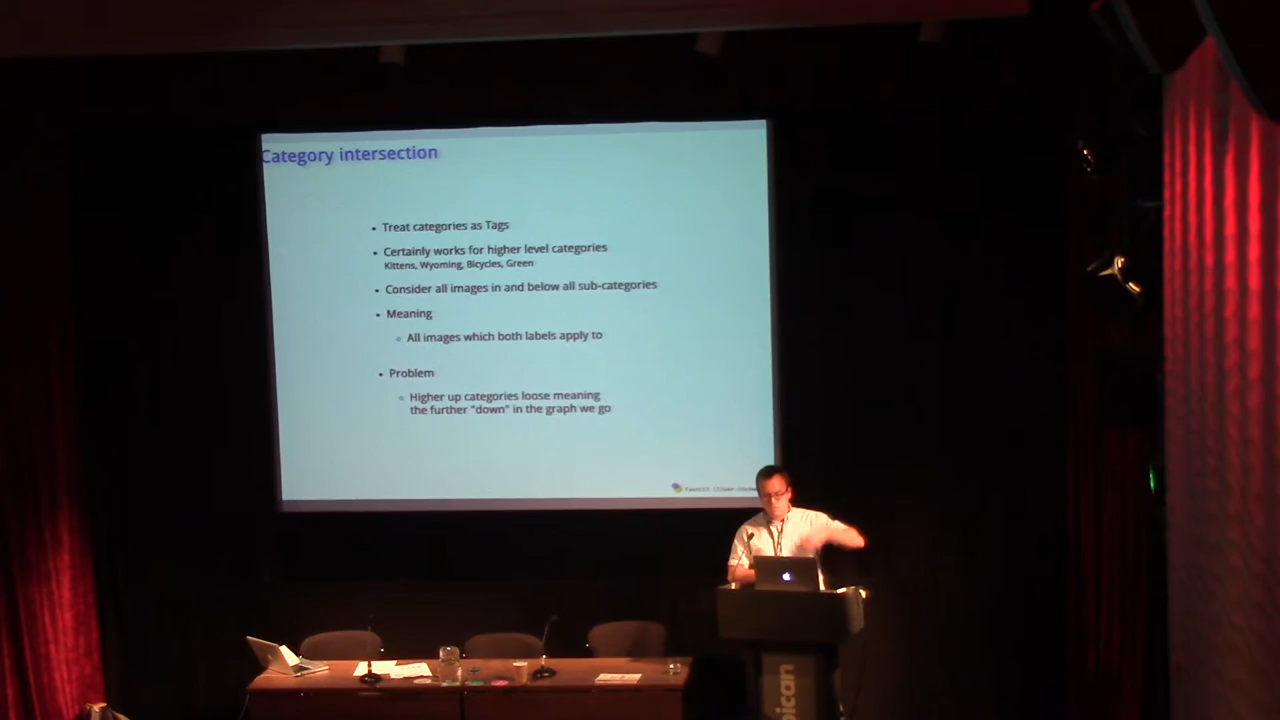 Category intersection
• Treat categories as Tags
• Certainly works for higher level categories
Kittens, Wyoming, Bicycles, Green
• Consider all images in and below all sub-categories
• Meaning
◦ All images which both labels apply to
• Problem
◦ Higher up categories loose meaning
the further "down" in the graph we go
bican